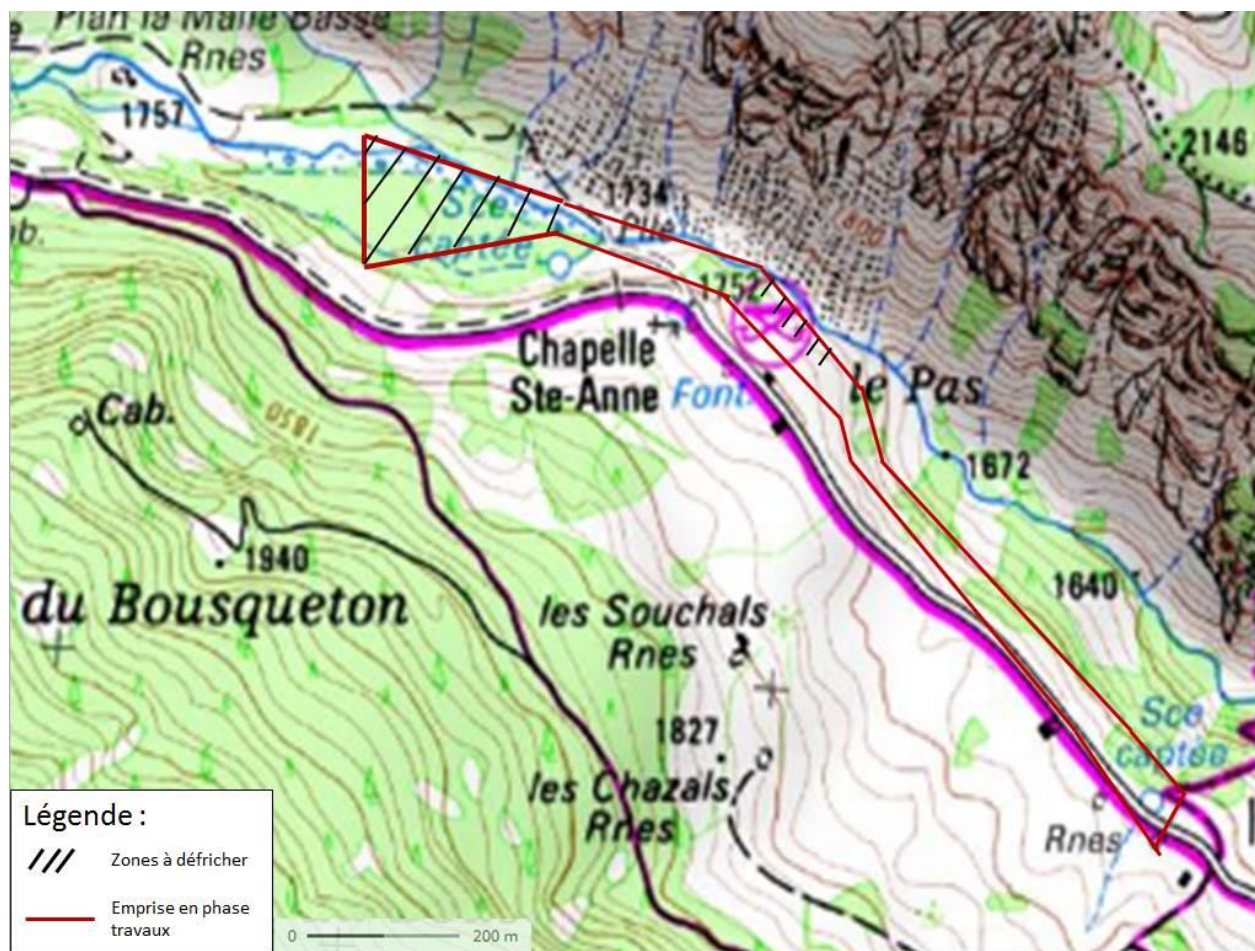 Plan la Malle Basse
Rnes
1757
2146
1734
Sce
captée
800
Chapelle
Ste-Anne
Font.
le Pas
Cab.
1850
1672
1940
1640
du Bousqueton
les Souchals
Rnes
1827
Sce
captée
les Chazals
Rnes
Rnes
Légende :
Zones à défricher
Emprise en phase
travaux
0 200 m